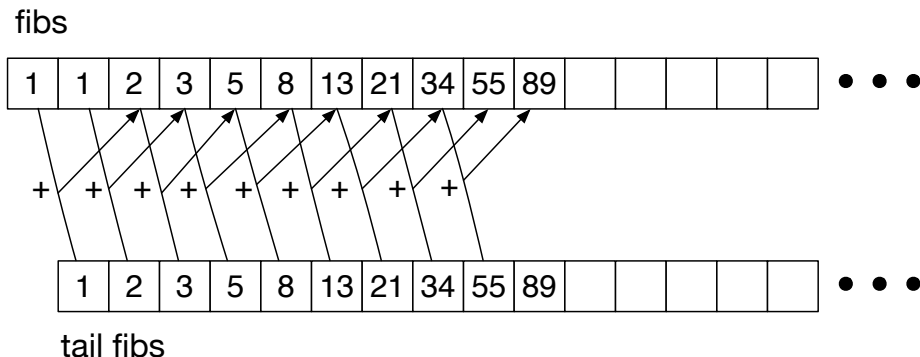 fibs
1 1 2 3 5 8 13 21 34 55 89
+ + + + + + + + +
1 2 3 5 8 13 21 34 55 89
tail fibs